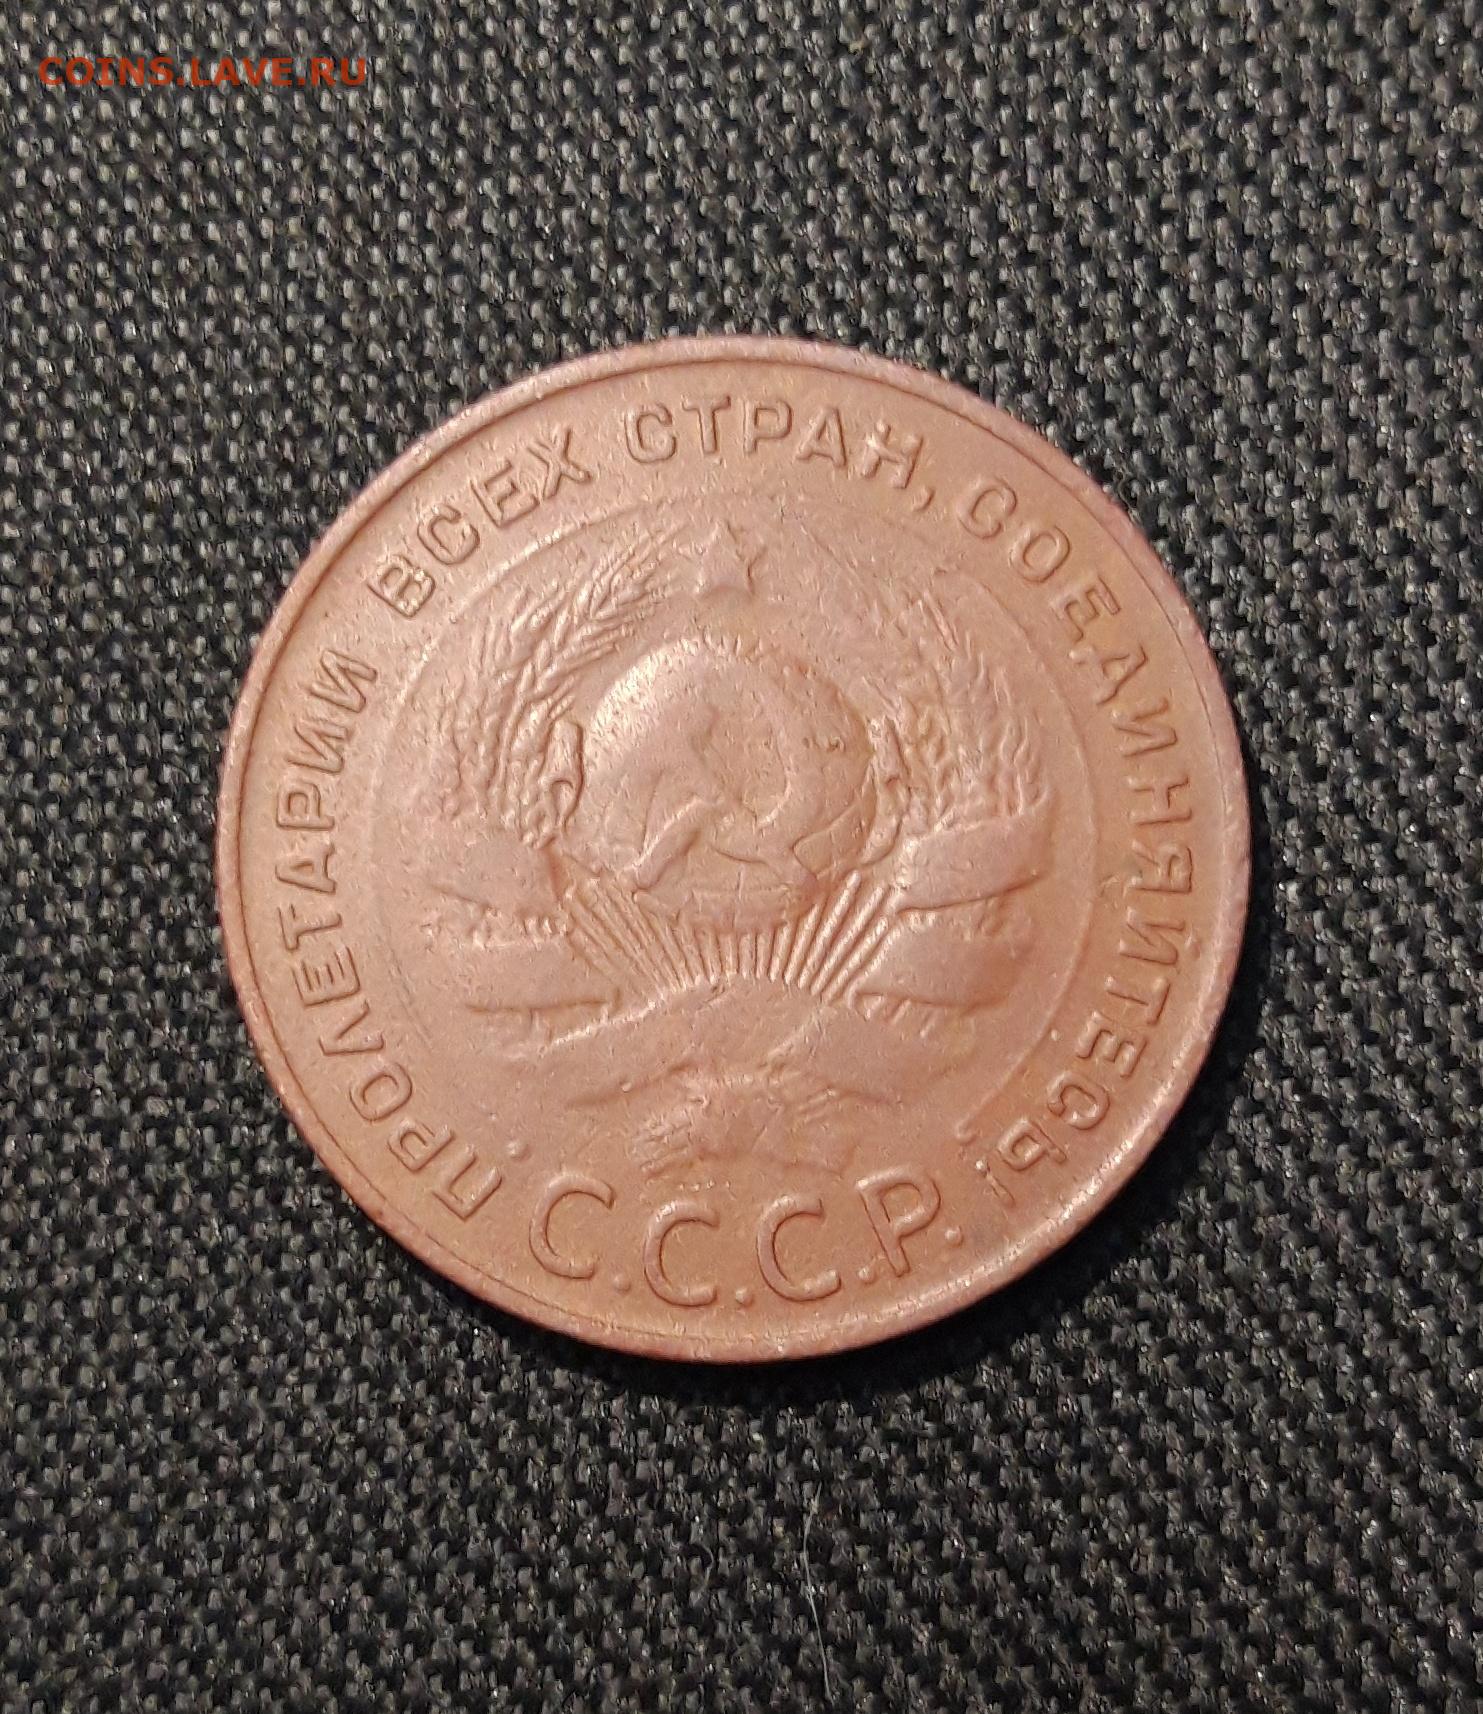 COINS.LAVE.RU
ПРОЛЕТАРИИ ВСЕХ СТРАН, СОЕДИНЯЙТЕСЬ!
.С.С.С.Р.